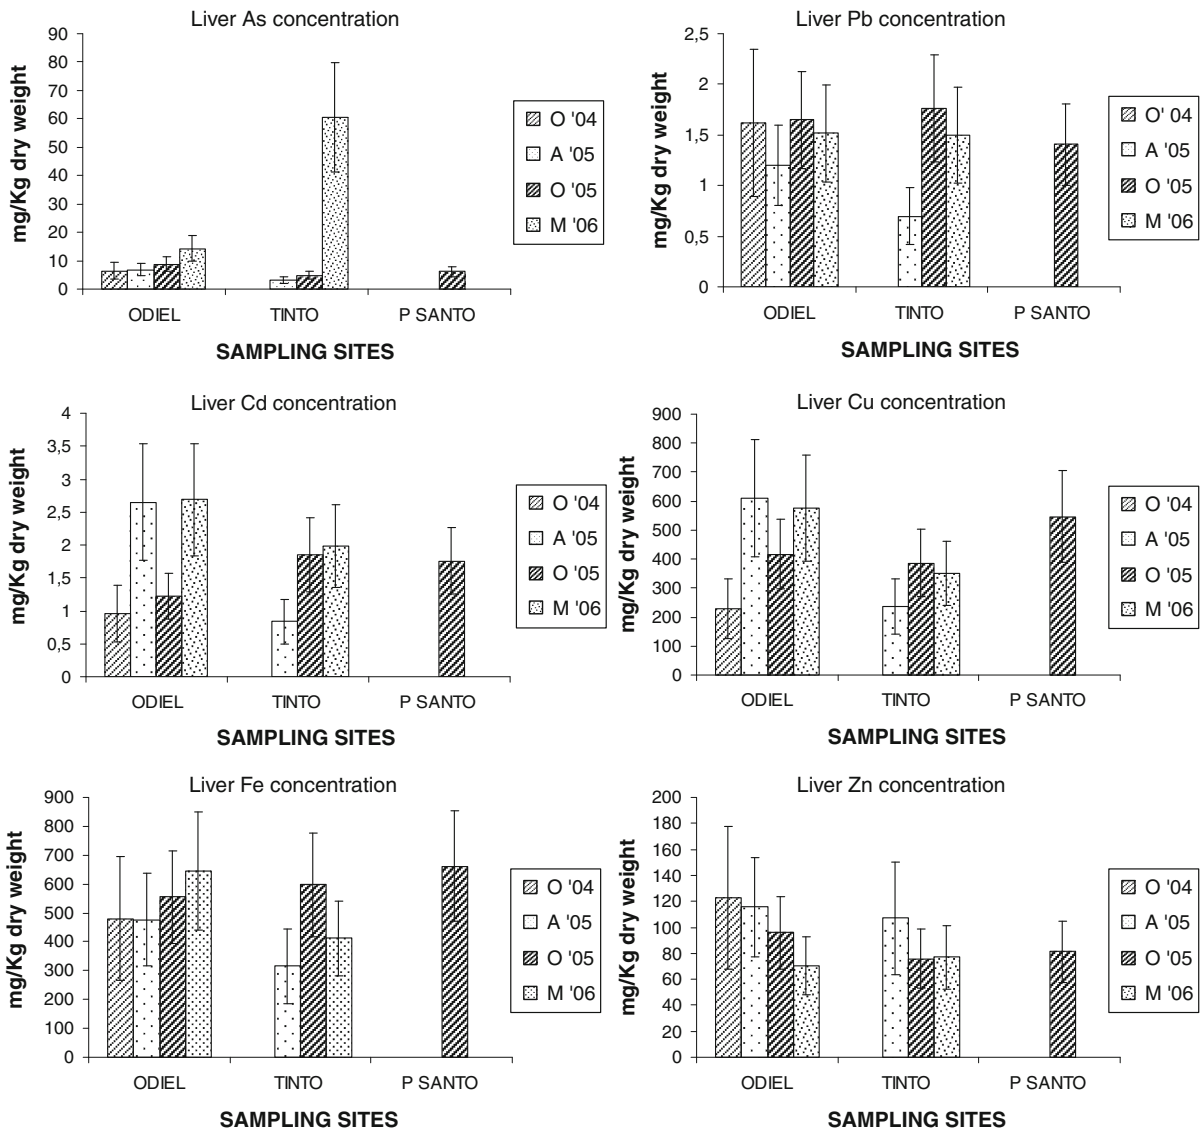 Liver As concentration
mg/Kg dry weight
90
80
70
60
50
40
30
20
10
0
ODIEL TINTO P SANTO
SAMPLING SITES
O '04
A '05
O '05
M '06
Liver Pb concentration
mg/Kg dry weight
2,5
2
1,5
1
0,5
0
ODIEL TINTO P SANTO
SAMPLING SITES
O' 04
A '05
O '05
M '06
Liver Cd concentration
mg/Kg dry weight
4
3,5
3
2,5
2
1,5
1
0,5
0
ODIEL TINTO P SANTO
SAMPLING SITES
O '04
A '05
O '05
M '06
Liver Cu concentration
mg/Kg dry weight
900
800
700
600
500
400
300
200
100
0
ODIEL TINTO P SANTO
SAMPLING SITES
O '04
A '05
O '05
M '06
Liver Fe concentration
mg/Kg dry weight
900
800
700
600
500
400
300
200
100
0
ODIEL TINTO P SANTO
SAMPLING SITES
O '04
A '05
O '05
M '06
Liver Zn concentration
mg/Kg dry weight
200
180
160
140
120
100
80
60
40
20
0
ODIEL TINTO P SANTO
SAMPLING SITES
O '04
A '05
O '05
M '06